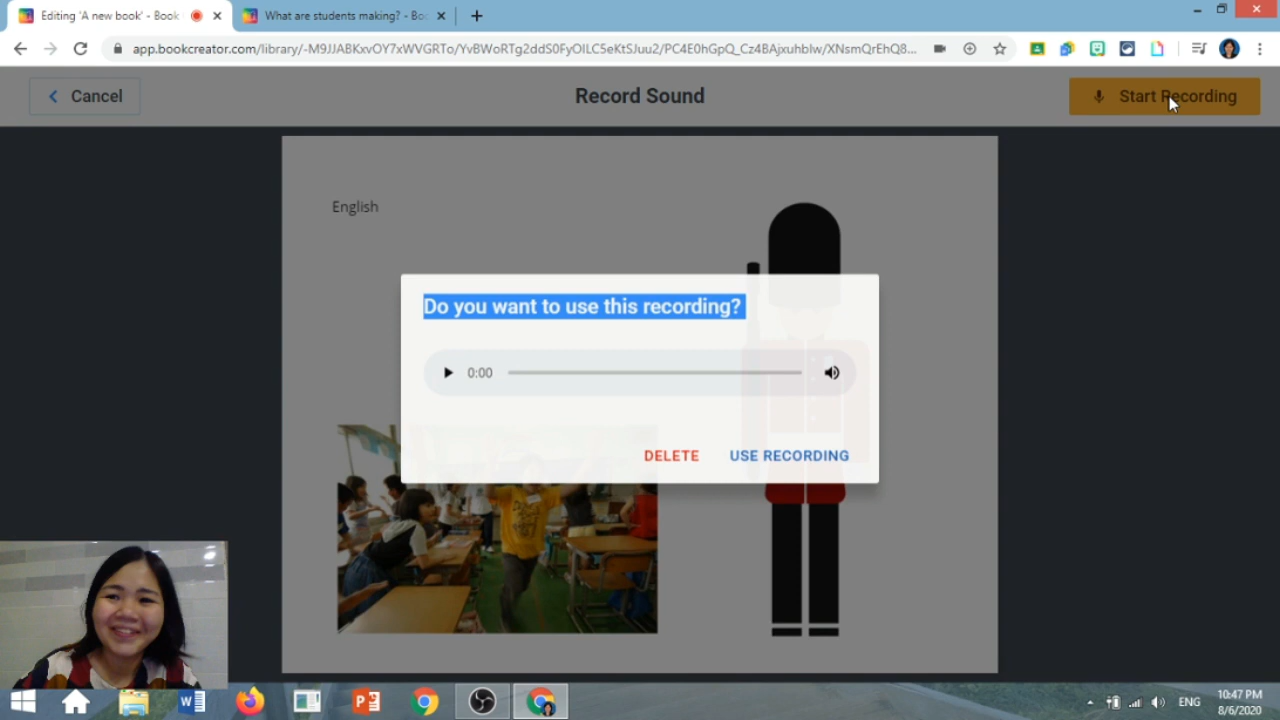 Editing 'A new book' - Book
What are students making? - Boo
app.bookcreator.com/library/-M9JJABKxvOY7xWVGRTo/YvBWoRTg2ddS0FyOILC5eKtSJuu2/PC4E0hGpQ_Cz4BAjxuhbIw/XNsmQrEhQ8...
Cancel
Record Sound
Start Recording
English
Do you want to use this recording?
0:00
DELETE
USE RECORDING
ENG
10:47 PM
8/6/2020